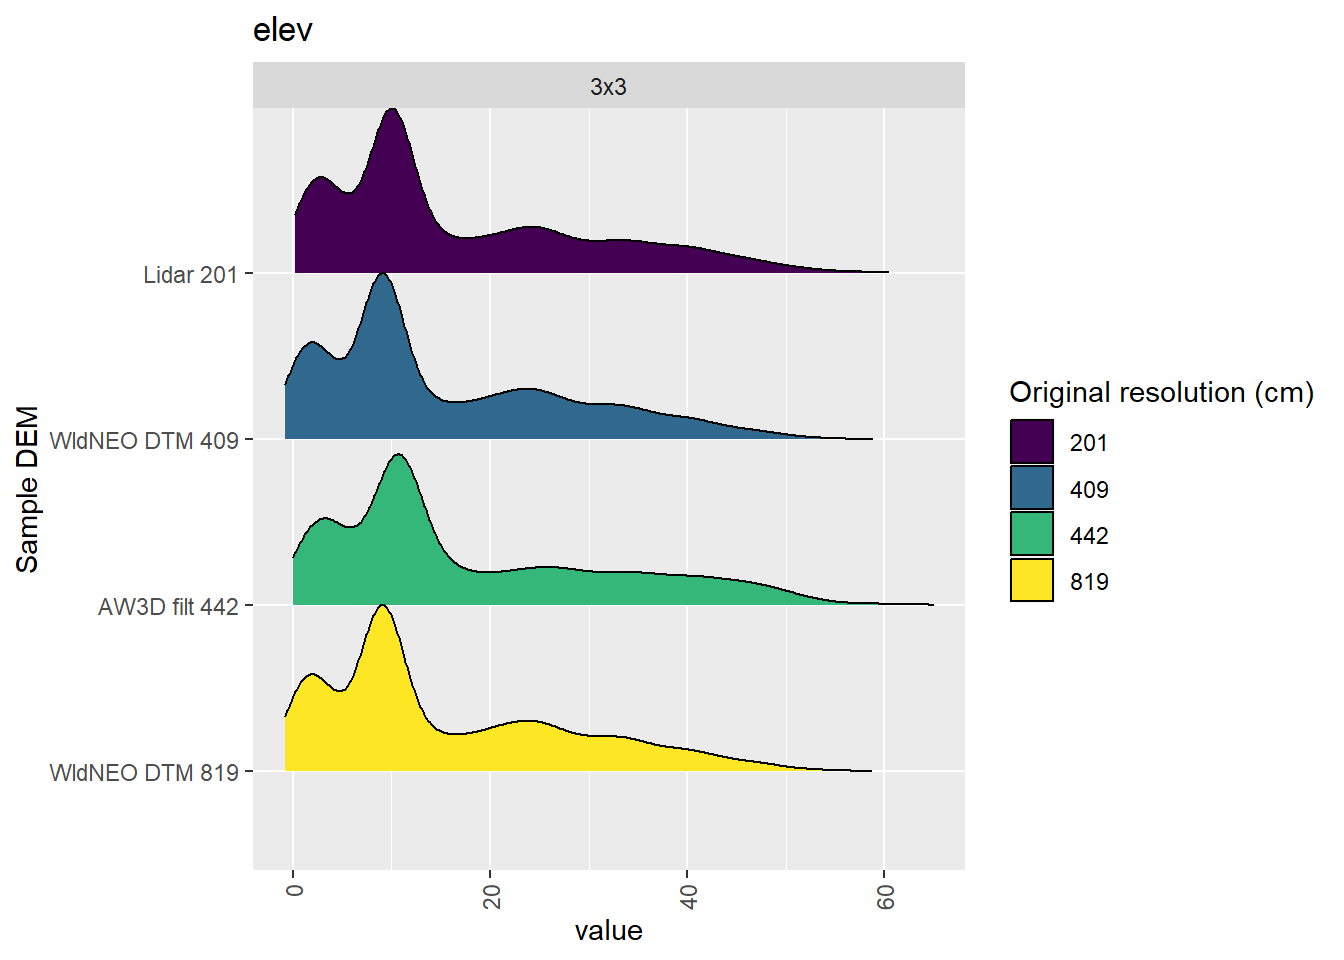 elev
3x3
Sample DEM
Lidar 201
WldNEO DTM 409
AW3D filt 442
WldNEO DTM 819
0
20
40
60
value
Original resolution (cm)
201
409
442
819